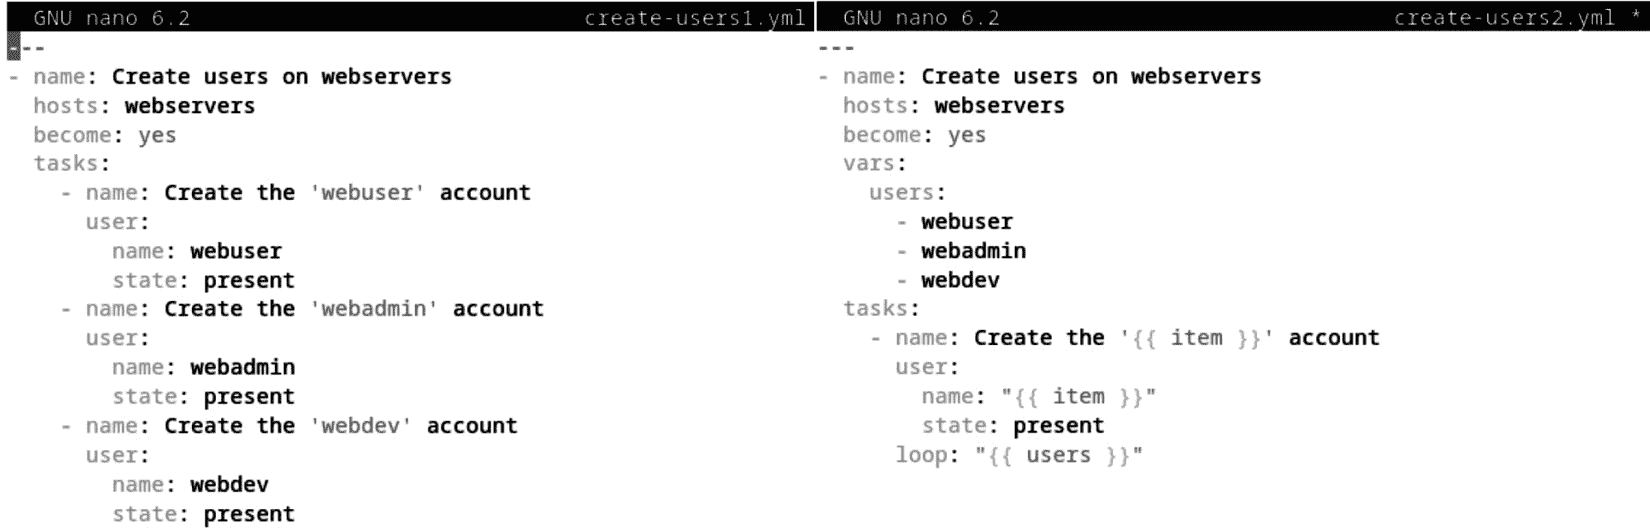 GNU nano 6.2 create-users1.yml
---
- name: Create users on webservers
  hosts: webservers
  become: yes
  tasks:
    - name: Create the 'webuser' account
      user:
        name: webuser
        state: present
    - name: Create the 'webadmin' account
      user:
        name: webadmin
        state: present
    - name: Create the 'webdev' account
      user:
        name: webdev
        state: present
GNU nano 6.2 create-users2.yml *
---
- name: Create users on webservers
  hosts: webservers
  become: yes
  vars:
    users:
      - webuser
      - webadmin
      - webdev
  tasks:
    - name: Create the '{{ item }}' account
      user:
        name: "{{ item }}"
        state: present
      loop: "{{ users }}"